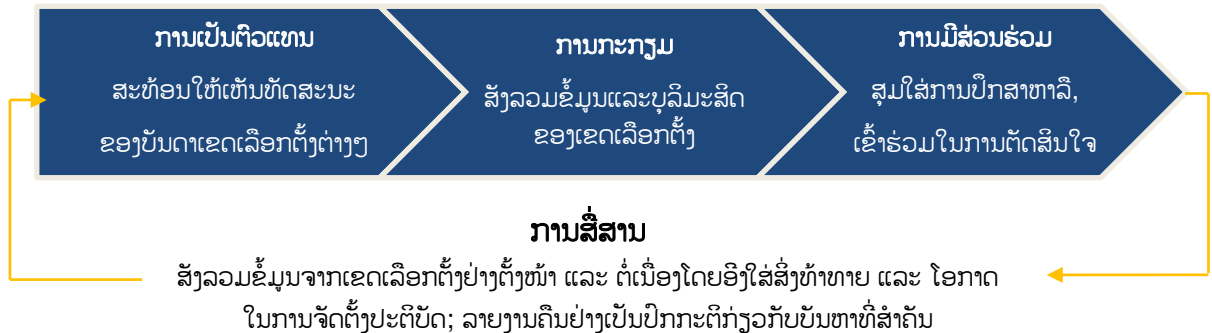 ການເປັນຕົວແທນ
ສະທ້ອນໃຫ້ເຫັນທັດສະນະ
ຂອງບັນດາເຂດເລືອກຕັ້ງຕ່າງໆ
ການກະກຽມ
ສັງລວມຂໍ້ມູນແລະບຸລິມະສິດ
ຂອງເຂດເລືອກຕັ້ງ
ການມີສ່ວນຮ່ວມ
ສຸມໃສ່ການປຶກສາຫາລື,
ເຂົ້າຮ່ວມໃນການຕັດສິນໃຈ
ການສື່ສານ
ສັງລວມຂໍ້ມູນຈາກເຂດເລືອກຕັ້ງຢ່າງຕັ້ງໜ້າ ແລະ ຕໍ່ເນື່ອງໂດຍອີງໃສ່ສິ່ງທ້າທາຍ ແລະ ໂອກາດ
ໃນການຈັດຕັ້ງປະຕິບັດ; ລາຍງານຄືນຢ່າງເປັນປົກກະຕິກ່ຽວກັບບັນຫາທີ່ສຳຄັນ